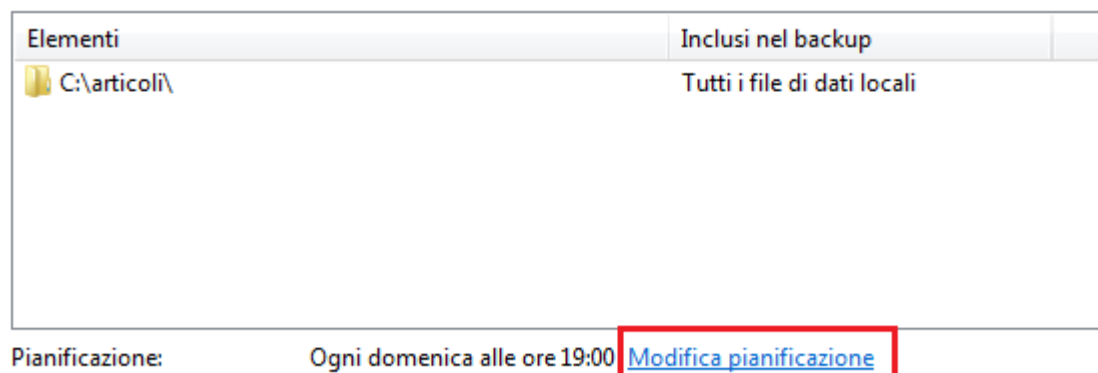 Elementi Inclusi nel backup
C:\articoli\ Tutti i file di dati locali
Pianificazione: Ogni domenica alle ore 19:00 Modifica pianificazione